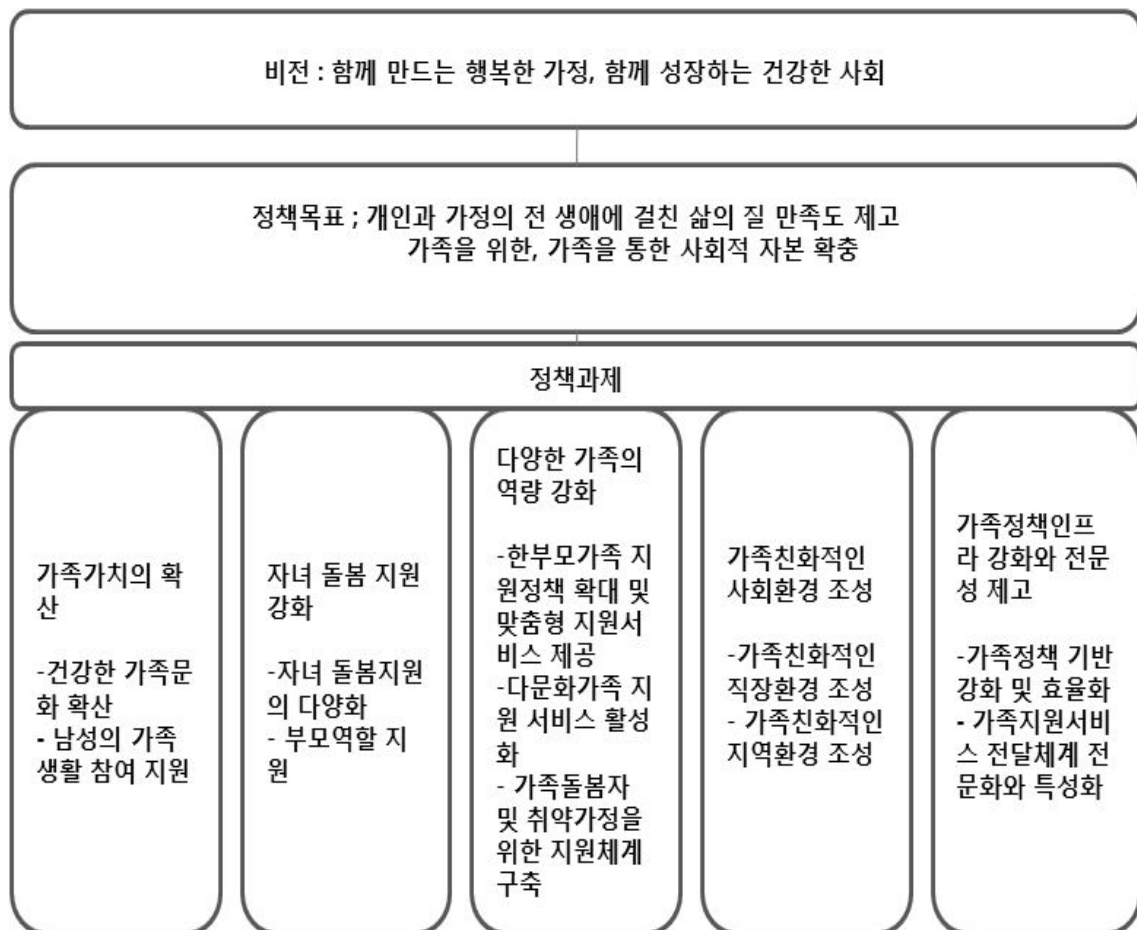 비전 : 함께 만드는 행복한 가정, 함께 성장하는 건강한 사회
정책목표 ; 개인과 가정의 전 생애에 걸친 삶의 질 만족도 제고
가족을 위한, 가족을 통한 사회적 자본 확충
정책과제
가족가치의 확
산
-건강한 가족문
화 확산
- 남성의 가족
생활 참여 지원
자녀 돌봄 지원
강화
-자녀 돌봄지원
의 다양화
- 부모역할 지
원
다양한 가족의
역량 강화
-한부모가족 지
원정책 확대 및
맞춤형 지원서
비스 제공
-다문화가족 지
원 서비스 활성
화
- 가족돌봄자
및 취약가정을
위한 지원체계
구축
가족친화적인
사회환경 조성
-가족친화적인
직장환경 조성
- 가족친화적인
지역환경 조성
가족정책인프
라 강화와 전문
성 제고
-가족정책 기반
강화 및 효율화
- 가족지원서비
스 전달체계 전
문화와 특성화